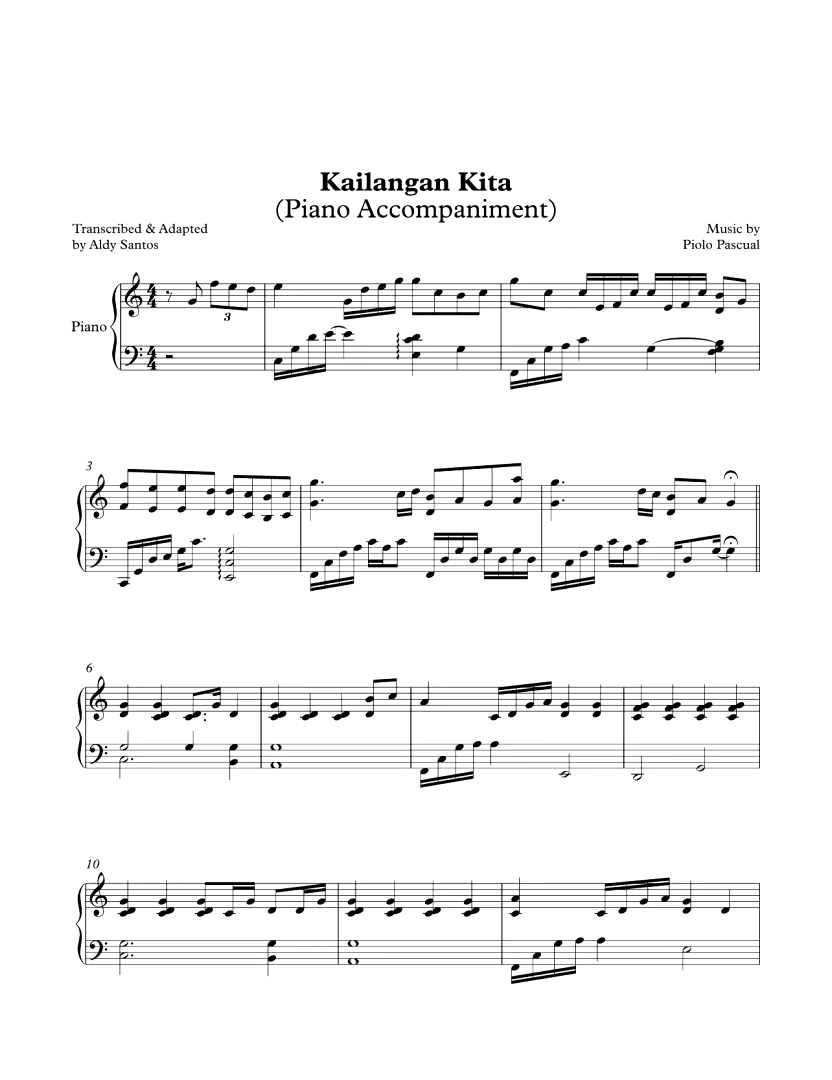 Kailangan Kita
(Piano Accompaniment)
Transcribed & Adapted
by Aldy Santos
Music by
Piolo Pascual
Piano
3
3
6
10